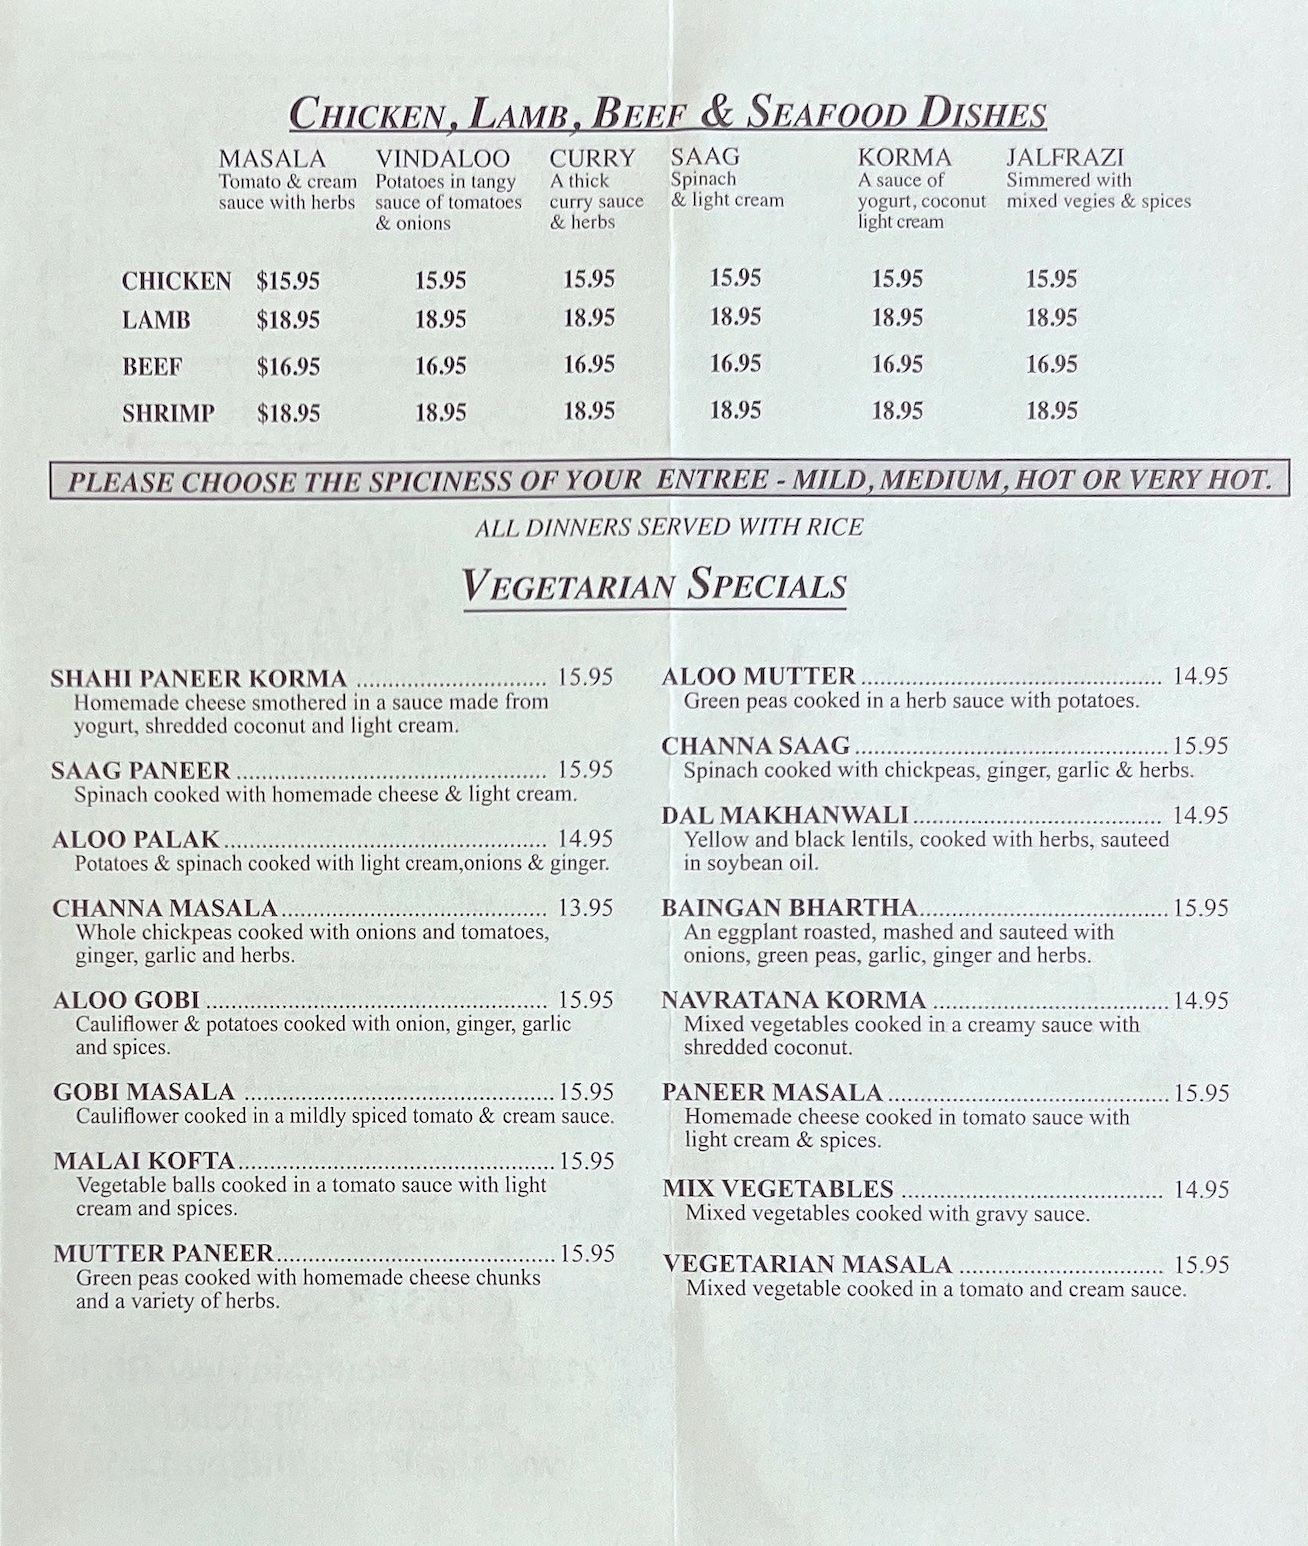 CHICKEN, LAMB, BEEF & SEAFOOD DISHES
MASALA VINDALOO CURRY SAAG KORMA JALFRAZI
Tomato & cream Potatoes in tangy A thick Spinach A sauce of Simmered with
sauce with herbs sauce of tomatoes curry sauce & light cream yogurt, coconut mixed vegies & spices
& onions & herbs light cream
CHICKEN $15.95 15.95 15.95 15.95 15.95 15.95
LAMB $18.95 18.95 18.95 18.95 18.95 18.95
BEEF $16.95 16.95 16.95 16.95 16.95 16.95
SHRIMP $18.95 18.95 18.95 18.95 18.95 18.95
PLEASE CHOOSE THE SPICINESS OF YOUR ENTREE - MILD, MEDIUM, HOT OR VERY HOT.
ALL DINNERS SERVED WITH RICE
VEGETARIAN SPECIALS
SHAHI PANEER KORMA .............................. 15.95
Homemade cheese smothered in a sauce made from
yogurt, shredded coconut and light cream.
SAAG PANEER ................................................. 15.95
Spinach cooked with homemade cheese & light cream.
ALOO PALAK ................................................... 14.95
Potatoes & spinach cooked with light cream,onions & ginger.
CHANNA MASALA.......................................... 13.95
Whole chickpeas cooked with onions and tomatoes,
ginger, garlic and herbs.
ALOO GOBI ...................................................... 15.95
Cauliflower & potatoes cooked with onion, ginger, garlic
and spices.
GOBI MASALA .................................................15.95
Cauliflower cooked in a mildly spiced tomato & cream sauce.
MALAI KOFTA..................................................15.95
Vegetable balls cooked in a tomato sauce with light
cream and spices.
MUTTER PANEER............................................15.95
Green peas cooked with homemade cheese chunks
and a variety of herbs.
ALOO MUTTER ............................................... 14.95
Green peas cooked in a herb sauce with potatoes.
CHANNA SAAG..................................................15.95
Spinach cooked with chickpeas, ginger, garlic & herbs.
DAL MAKHANWALI....................................... 14.95
Yellow and black lentils, cooked with herbs, sauteed
in soybean oil.
BAINGAN BHARTHA.......................................15.95
An eggplant roasted, mashed and sauteed with
onions, green peas, garlic, ginger and herbs.
NAVRATANA KORMA .....................................14.95
Mixed vegetables cooked in a creamy sauce with
shredded coconut.
PANEER MASALA............................................15.95
Homemade cheese cooked in tomato sauce with
light cream & spices.
MIX VEGETABLES ......................................... 14.95
Mixed vegetables cooked with gravy sauce.
VEGETARIAN MASALA ................................ 15.95
Mixed vegetable cooked in a tomato and cream sauce.